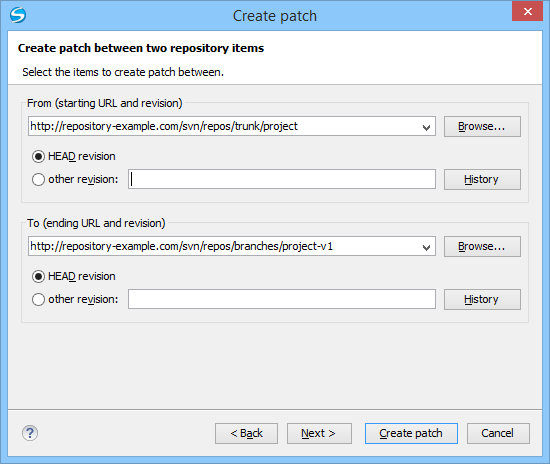 Create patch
Create patch between two repository items
Select the items to create patch between.
From (starting URL and revision)
http://repository-example.com/svn/repos/trunk/project
Browse...
HEAD revision
other revision:
History
To (ending URL and revision)
http://repository-example.com/svn/repos/branches/project-v1
Browse...
HEAD revision
other revision:
History
? < Back Next > Create patch Cancel